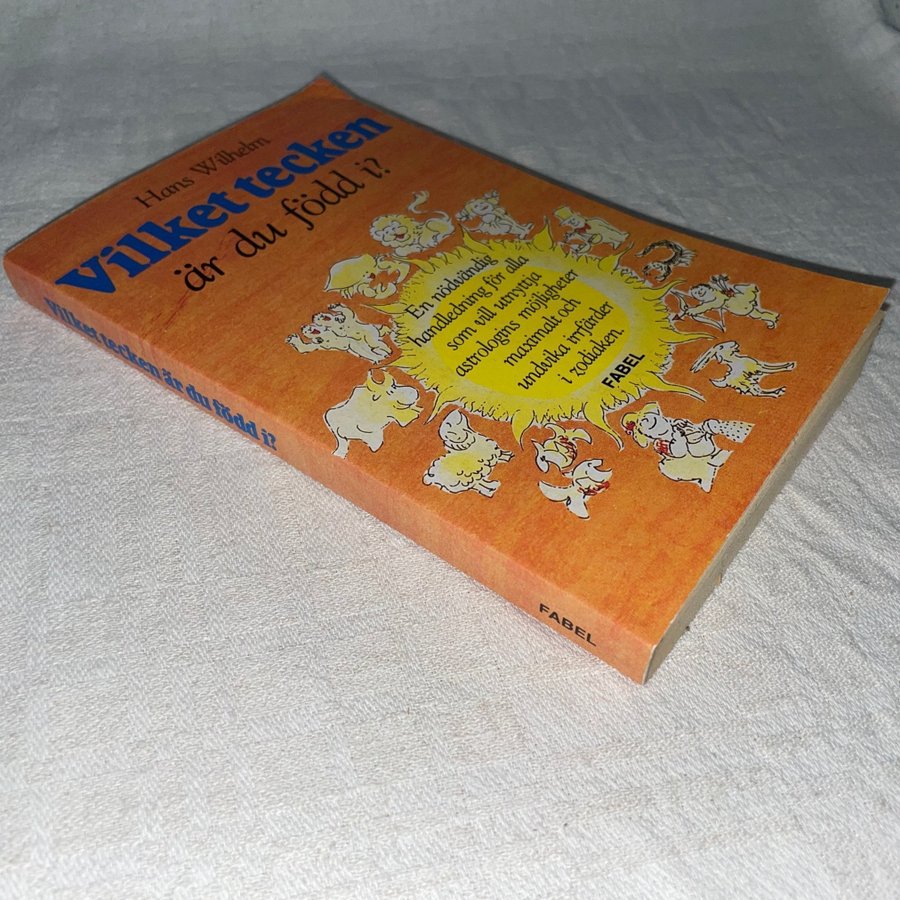 Hans Wilhelm
Vilket tecken
är du född i?
En nödvändig
handledning för alla
som vill utnyttja
astrologins möjligheter
maximalt och
undvika irrfärder
i zodiaken.
FABEL
Vilket tecken är du född i?
FABEL